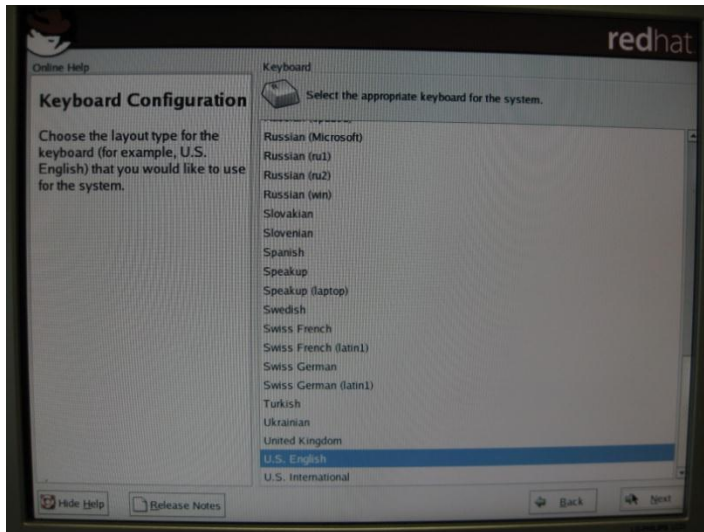 redhat
Online Help
Keyboard Configuration
Choose the layout type for the
keyboard (for example, U.S.
English) that you would like to use
for the system.
Keyboard
Select the appropriate keyboard for the system.
Russian (Microsoft)
Russian (ru1)
Russian (ru2)
Russian (win)
Slovakian
Slovenian
Spanish
Speakup
Speakup (laptop)
Swedish
Swiss French
Swiss French (latin1)
Swiss German
Swiss German (latin1)
Turkish
Ukrainian
United Kingdom
U.S. English
U.S. International
Hide Help
Release Notes
Back
Next